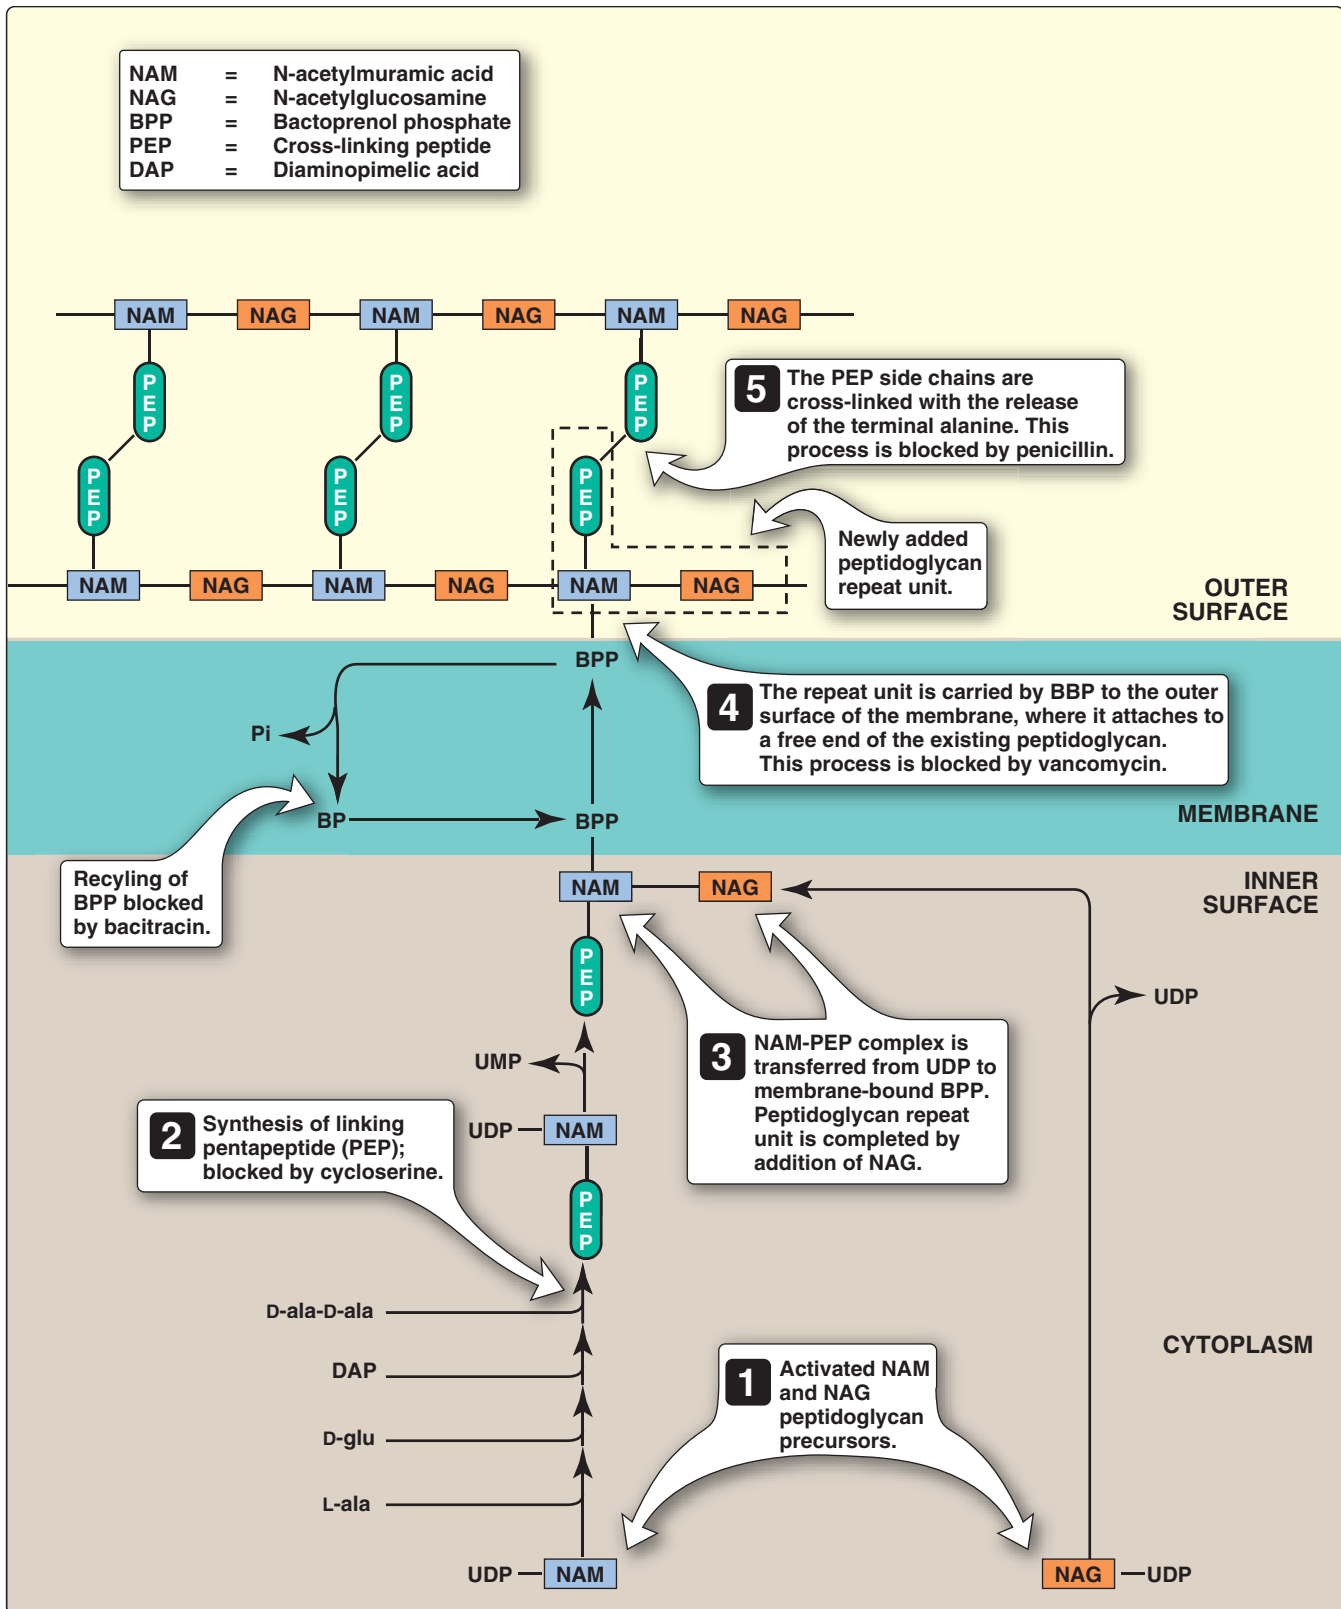 NAM = N-acetylmuramic acid
NAG = N-acetylglucosamine
BPP = Bactoprenol phosphate
PEP = Cross-linking peptide
DAP = Diaminopimelic acid
NAM NAG NAM NAG NAM NAG
PEP PEP PEP
5 The PEP side chains are
cross-linked with the release
of the terminal alanine. This
process is blocked by penicillin.
PEP PEP PEP
Newly added
peptidoglycan
repeat unit.
NAM NAG NAM NAG NAM NAG
OUTER
SURFACE
BPP
4 The repeat unit is carried by BBP to the outer
surface of the membrane, where it attaches to
a free end of the existing peptidoglycan.
This process is blocked by vancomycin.
Pi
BP
BPP
MEMBRANE
Recyling of
BPP blocked
by bacitracin.
NAM NAG
INNER
SURFACE
PEP
UDP
3 NAM-PEP complex is
transferred from UDP to
membrane-bound BPP.
Peptidoglycan repeat
unit is completed by
addition of NAG.
UMP
2 Synthesis of linking
pentapeptide (PEP);
blocked by cycloserine.
UDP NAM
PEP
D-ala-D-ala
CYTOPLASM
DAP
1 Activated NAM
and NAG
peptidoglycan
precursors.
D-glu
L-ala
UDP NAM
NAG UDP